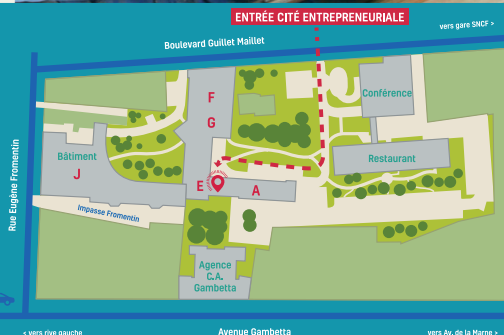 ENTRÉE CITÉ ENTREPRENEURIALE
vers gare SNCF >
Boulevard Guillet Maillet
Rue Eugène Fromentin
F
G
Conférence
Bâtiment
J
Restaurant
E
A
Impasse Fromentin
Agence
C.A.
Gambetta
< vers rive gauche
Avenue Gambetta
vers Av. de la Marne >